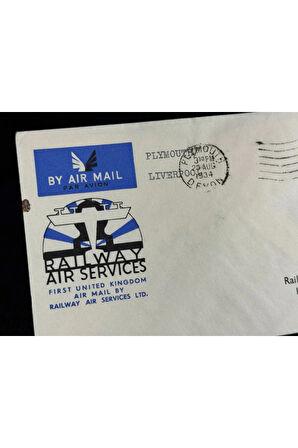 BY AIR MAIL
PAR AVION
PLYMOUTH
LIVERPOOL
PLYMOUTH
DEVON
1934
RAILWAY
AIR SERVICES
FIRST UNITED KINGDOM
AIR MAIL BY
RAILWAY AIR SERVICES LTD.
Rail